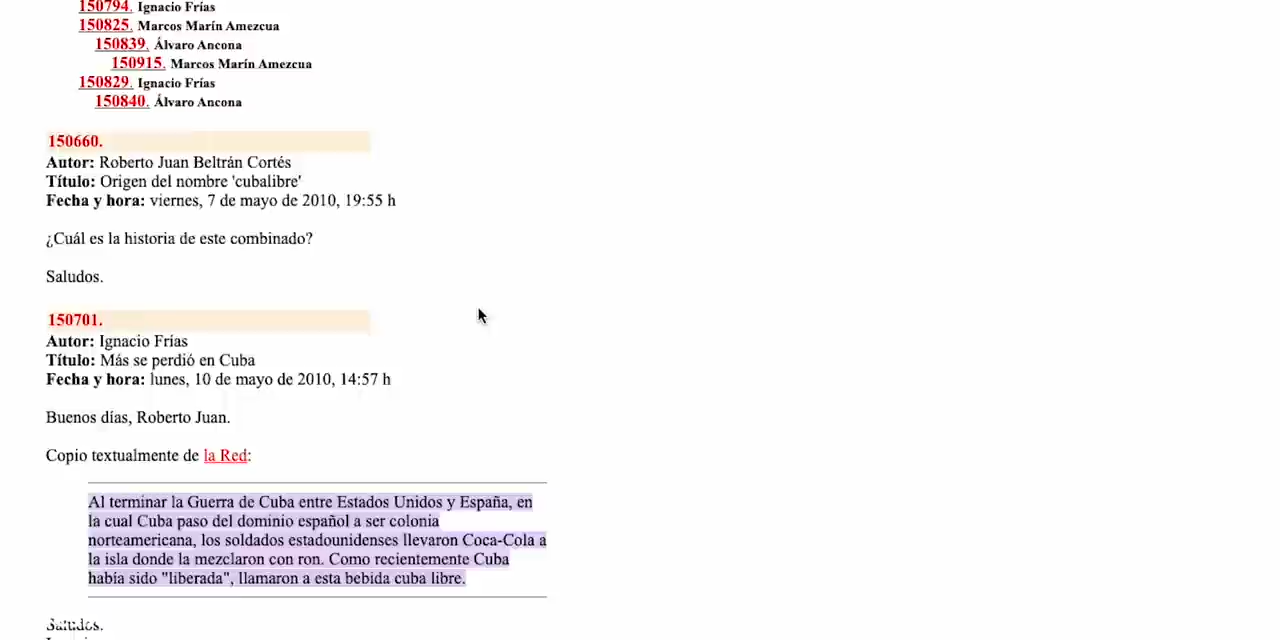 150794. Ignacio Frías
150825. Marcos Marín Amezcua
150839. Álvaro Ancona
150915. Marcos Marín Amezcua
150829. Ignacio Frías
150840. Álvaro Ancona
150660.
Autor: Roberto Juan Beltrán Cortés
Título: Origen del nombre 'cubalibre'
Fecha y hora: viernes, 7 de mayo de 2010, 19:55 h
¿Cuál es la historia de este combinado?
Saludos.
150701.
Autor: Ignacio Frías
Título: Más se perdió en Cuba
Fecha y hora: lunes, 10 de mayo de 2010, 14:57 h
Buenos días, Roberto Juan.
Copio textualmente de la Red:
Al terminar la Guerra de Cuba entre Estados Unidos y España, en
la cual Cuba paso del dominio español a ser colonia
norteamericana, los soldados estadounidenses llevaron Coca-Cola a
la isla donde la mezclaron con ron. Como recientemente Cuba
había sido "liberada", llamaron a esta bebida cuba libre.
Saludos.